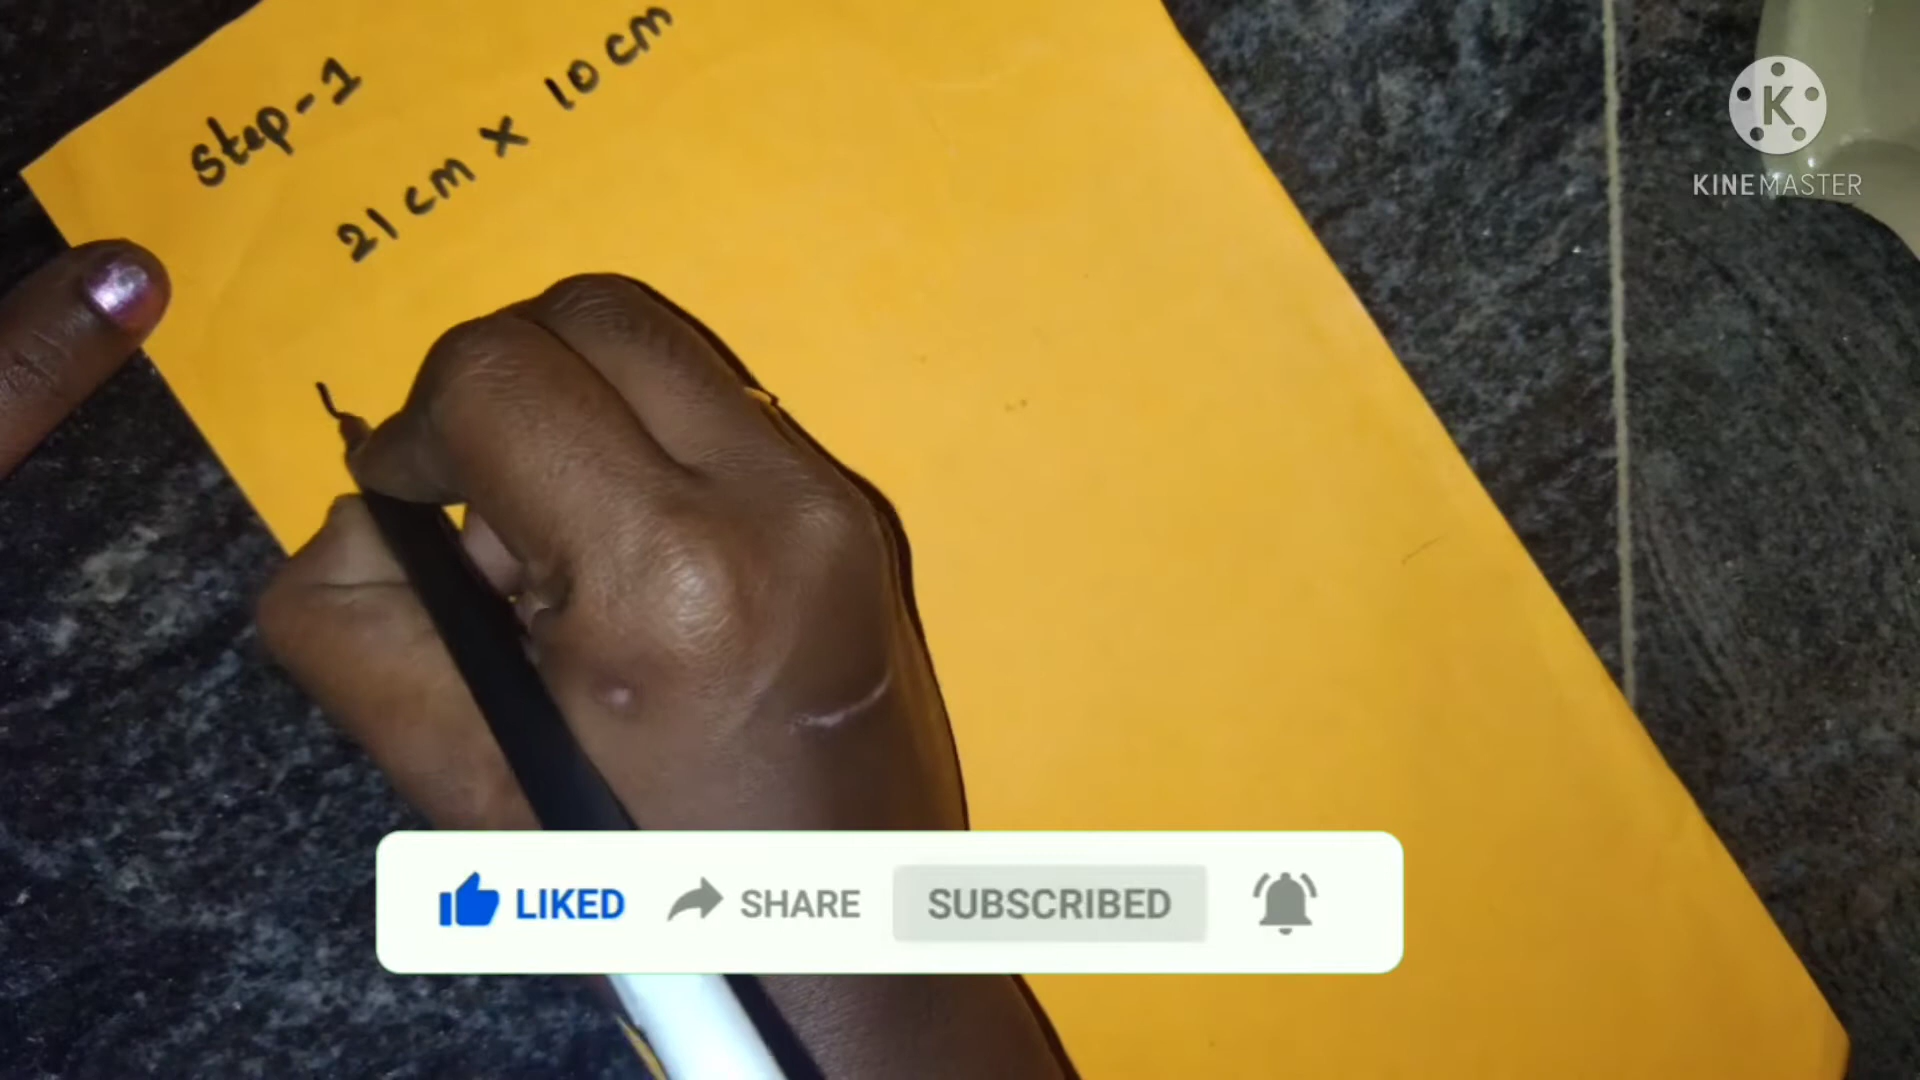 Step-1
21 cm x 10 cm
K
KINEMASTER
LIKED SHARE SUBSCRIBED